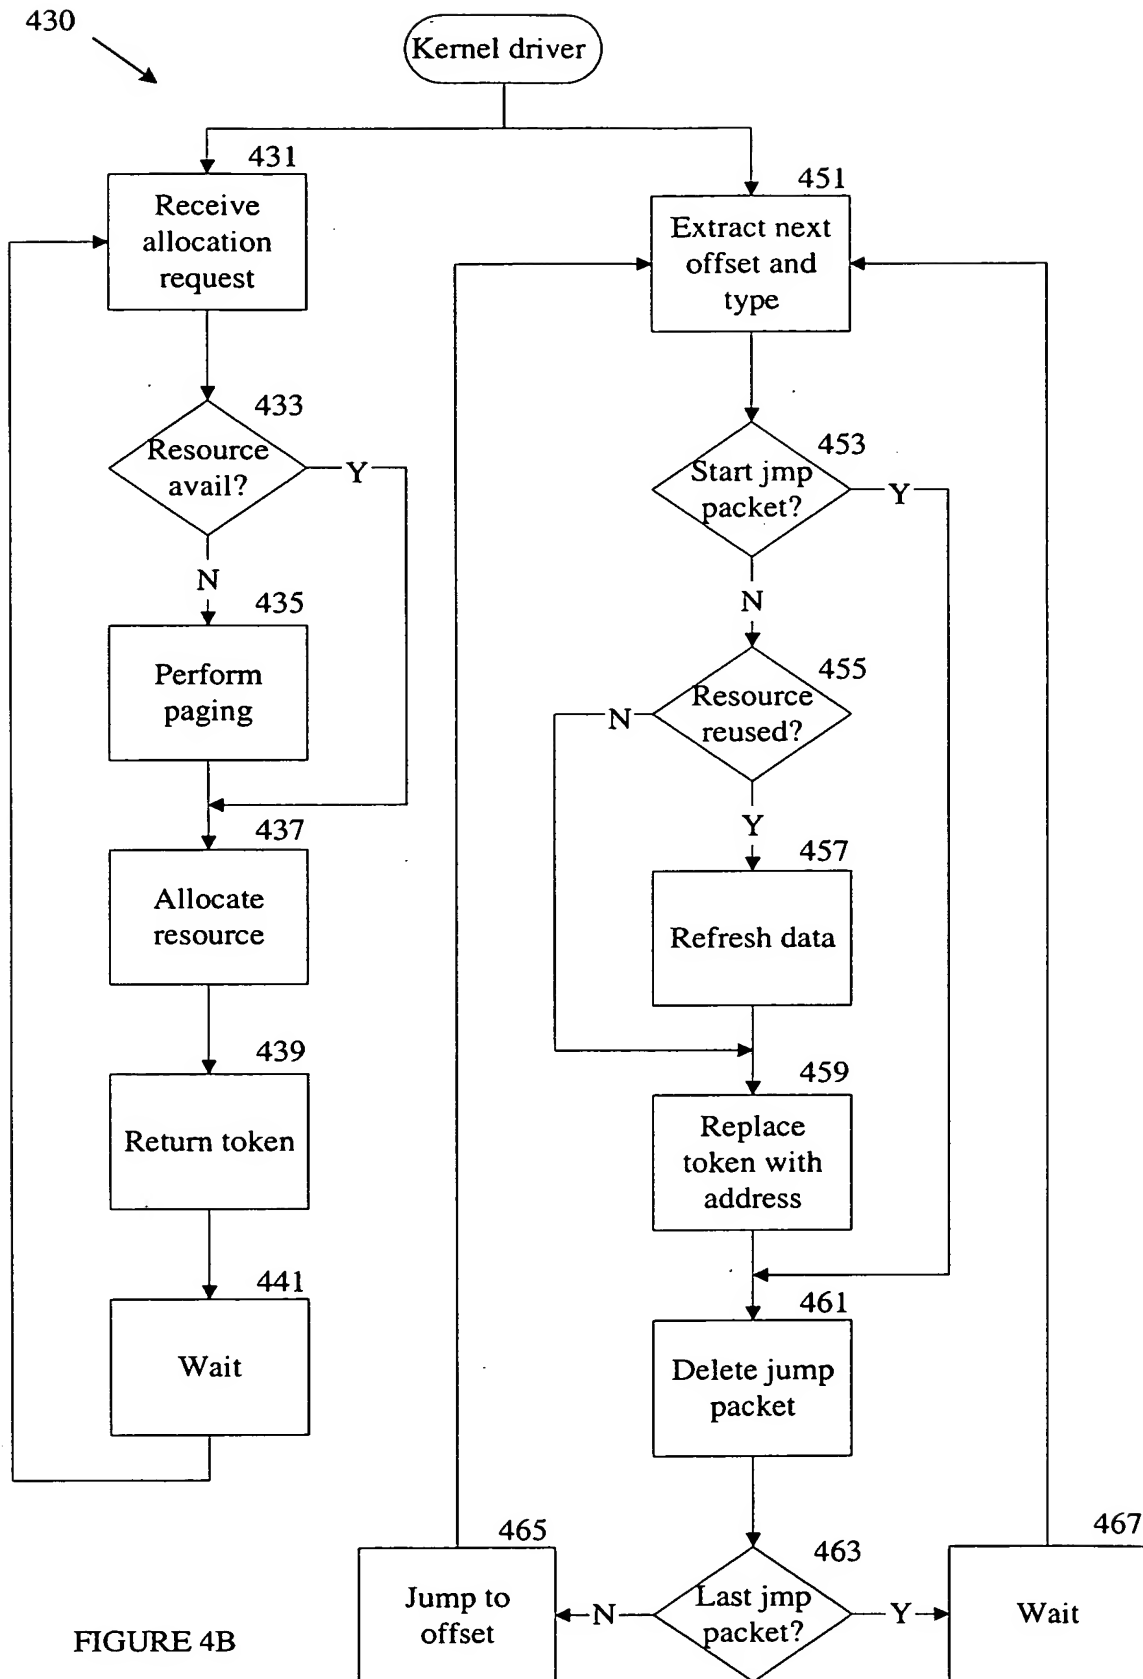 430
Kernel driver
431
Receive
allocation
request
433
Resource
avail?
Y
N
435
Perform
paging
437
Allocate
resource
439
Return token
441
Wait
451
Extract next
offset and
type
453
Start jmp
packet?
Y
N
455
Resource
reused?
N
Y
457
Refresh data
459
Replace
token with
address
461
Delete jump
packet
463
Last jmp
packet?
N
Y
465
Jump to
offset
467
Wait
FIGURE 4B